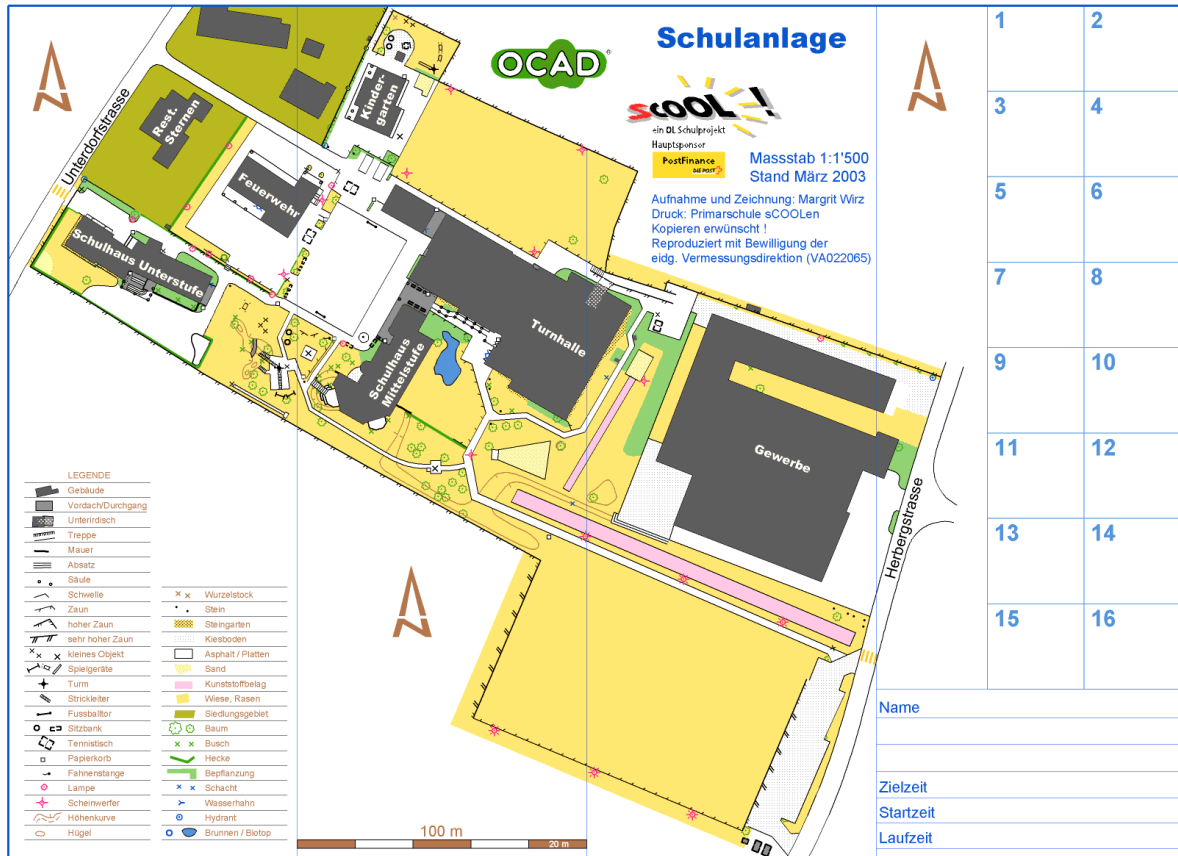 Schulanlage
OCAD
®
sCOOL !
ein OL Schulprojekt
Hauptsponsor
PostFinance
DIE POST
Massstab 1:1'500
Stand März 2003
Aufnahme und Zeichnung: Margrit Wirz
Druck: Primarschule sCOOLen
Kopieren erwünscht !
Reproduziert mit Bewilligung der
eidg. Vermessungsdirektion (VA022065)
Unterdorfstrasse
Rest.
Sternen
Kinder-
garten
Feuerwehr
Schulhaus Unterstufe
Schulhaus
Mittelstufe
Turnhalle
Gewerbe
Herbergstrasse
LEGENDE
Gebäude
Vordach/Durchgang
Unterirdisch
Treppe
Mauer
Absatz
Säule
Schwelle
Zaun
hoher Zaun
sehr hoher Zaun
kleines Objekt
Spielgeräte
Turm
Strickleiter
Fussballtor
Sitzbank
Tennistisch
Papierkorb
Fahnenstange
Lampe
Scheinwerfer
Höhenkurve
Hügel
Wurzelstock
Stein
Steingarten
Kiesboden
Asphalt / Platten
Sand
Kunststoffbelag
Wiese, Rasen
Siedlungsgebiet
Baum
Busch
Hecke
Bepflanzung
Schacht
Wasserhahn
Hydrant
Brunnen / Biotop
100 m
20 m
1 2
3 4
5 6
7 8
9 10
11 12
13 14
15 16
Name
Zielzeit
Startzeit
Laufzeit